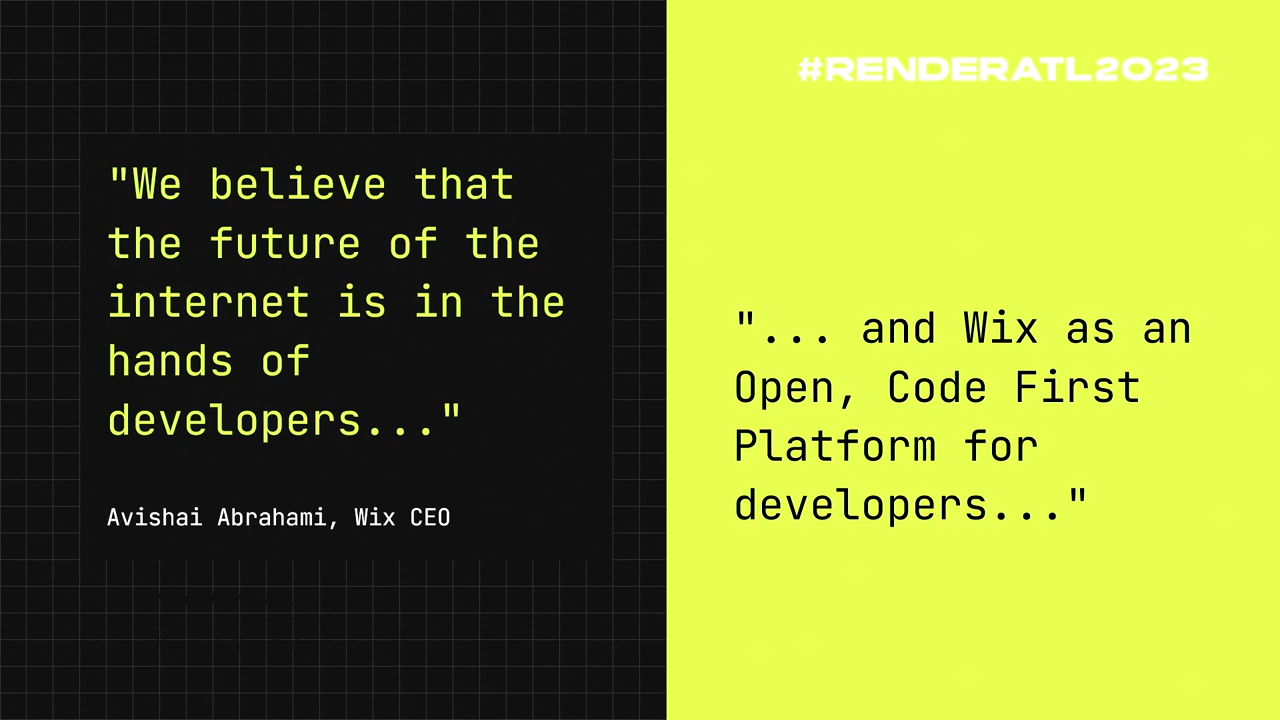 "We believe that
the future of the
internet is in the
hands of
developers..."
Avishai Abrahami, Wix CEO
#RENDERATL2023
"... and Wix as an
Open, Code First
Platform for
developers..."